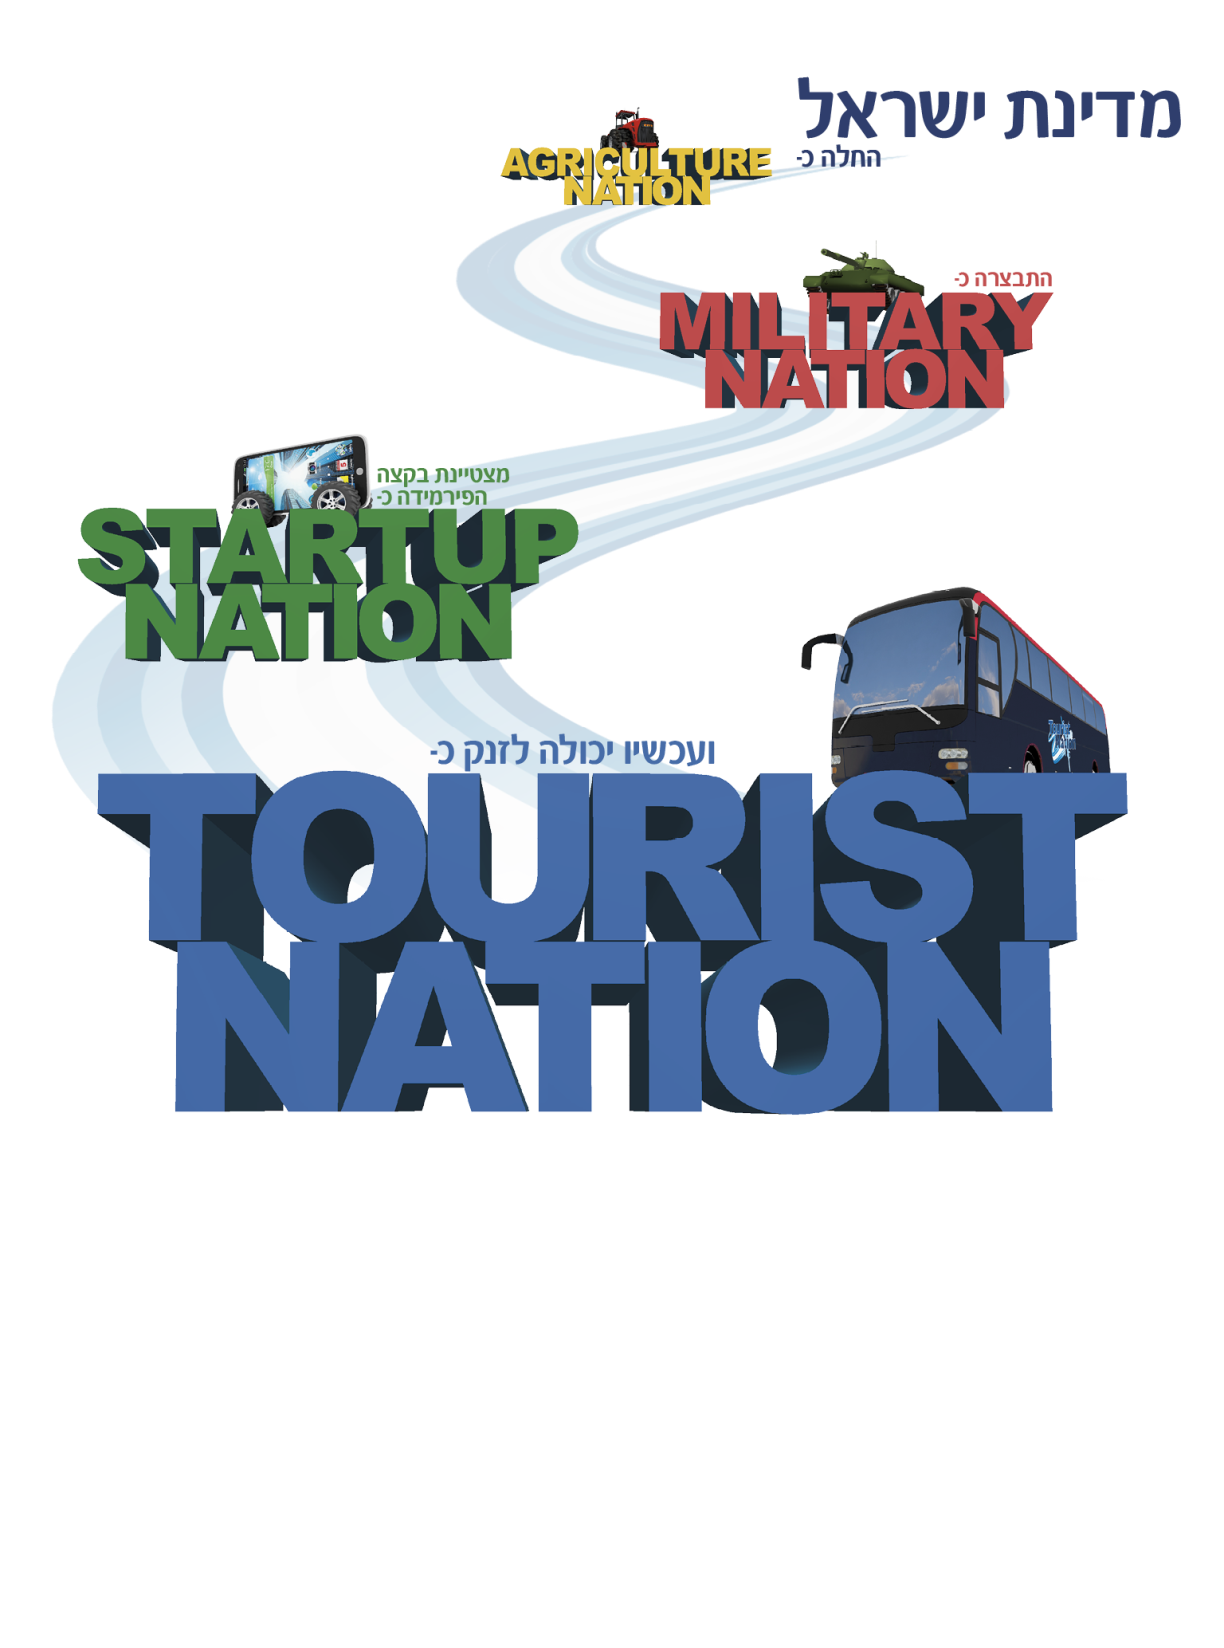 מדינת ישראל
החלה כ-
AGRICULTURE
NATION
התבצרה כ-
MILITARY
NATION
מצטיינת בקצה
הפירמידה כ-
STARTUP
NATION
ועכשיו יכולה לזנק כ-
TOURIST
NATION